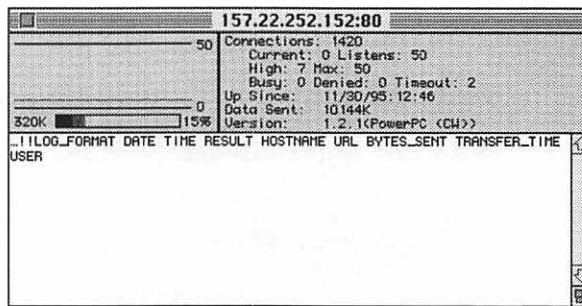 157.22.252.152:80
50
0
320K 15%
Connections: 1420
Current: 0 Listens: 50
High: 7 Max: 50
Busy: 0 Denied: 0 Timeout: 2
Up Since: 11/30/95:12:46
Data Sent: 10144K
Version: 1.2.1(PowerPC (CW))
…!!LOG_FORMAT DATE TIME RESULT HOSTNAME URL BYTES_SENT TRANSFER_TIME
USER